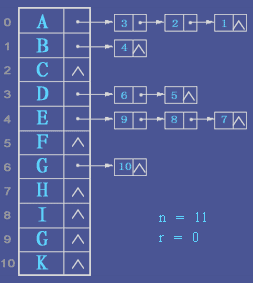 0 A 3 2 1
1 B 4
2 C
3 D 6 5
4 E 9 8 7
5 F
6 G 10
7 H
8 I
9 G
10 K
n = 11
r = 0